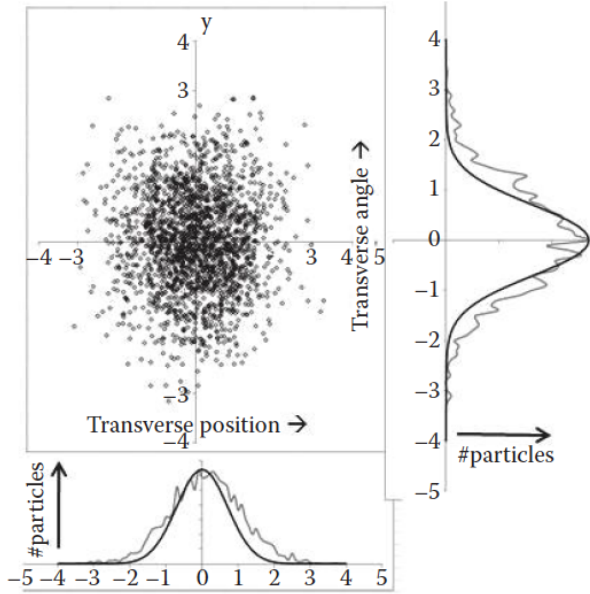 y
4
3
-4 -3
3 4 5
-3
Transverse position →
-4
Transverse angle →
4
3
2
1
0
-1
-2
-3
-4
-5
#particles
#particles
-5 -4 -3 -2 -1 0 1 2 3 4 5